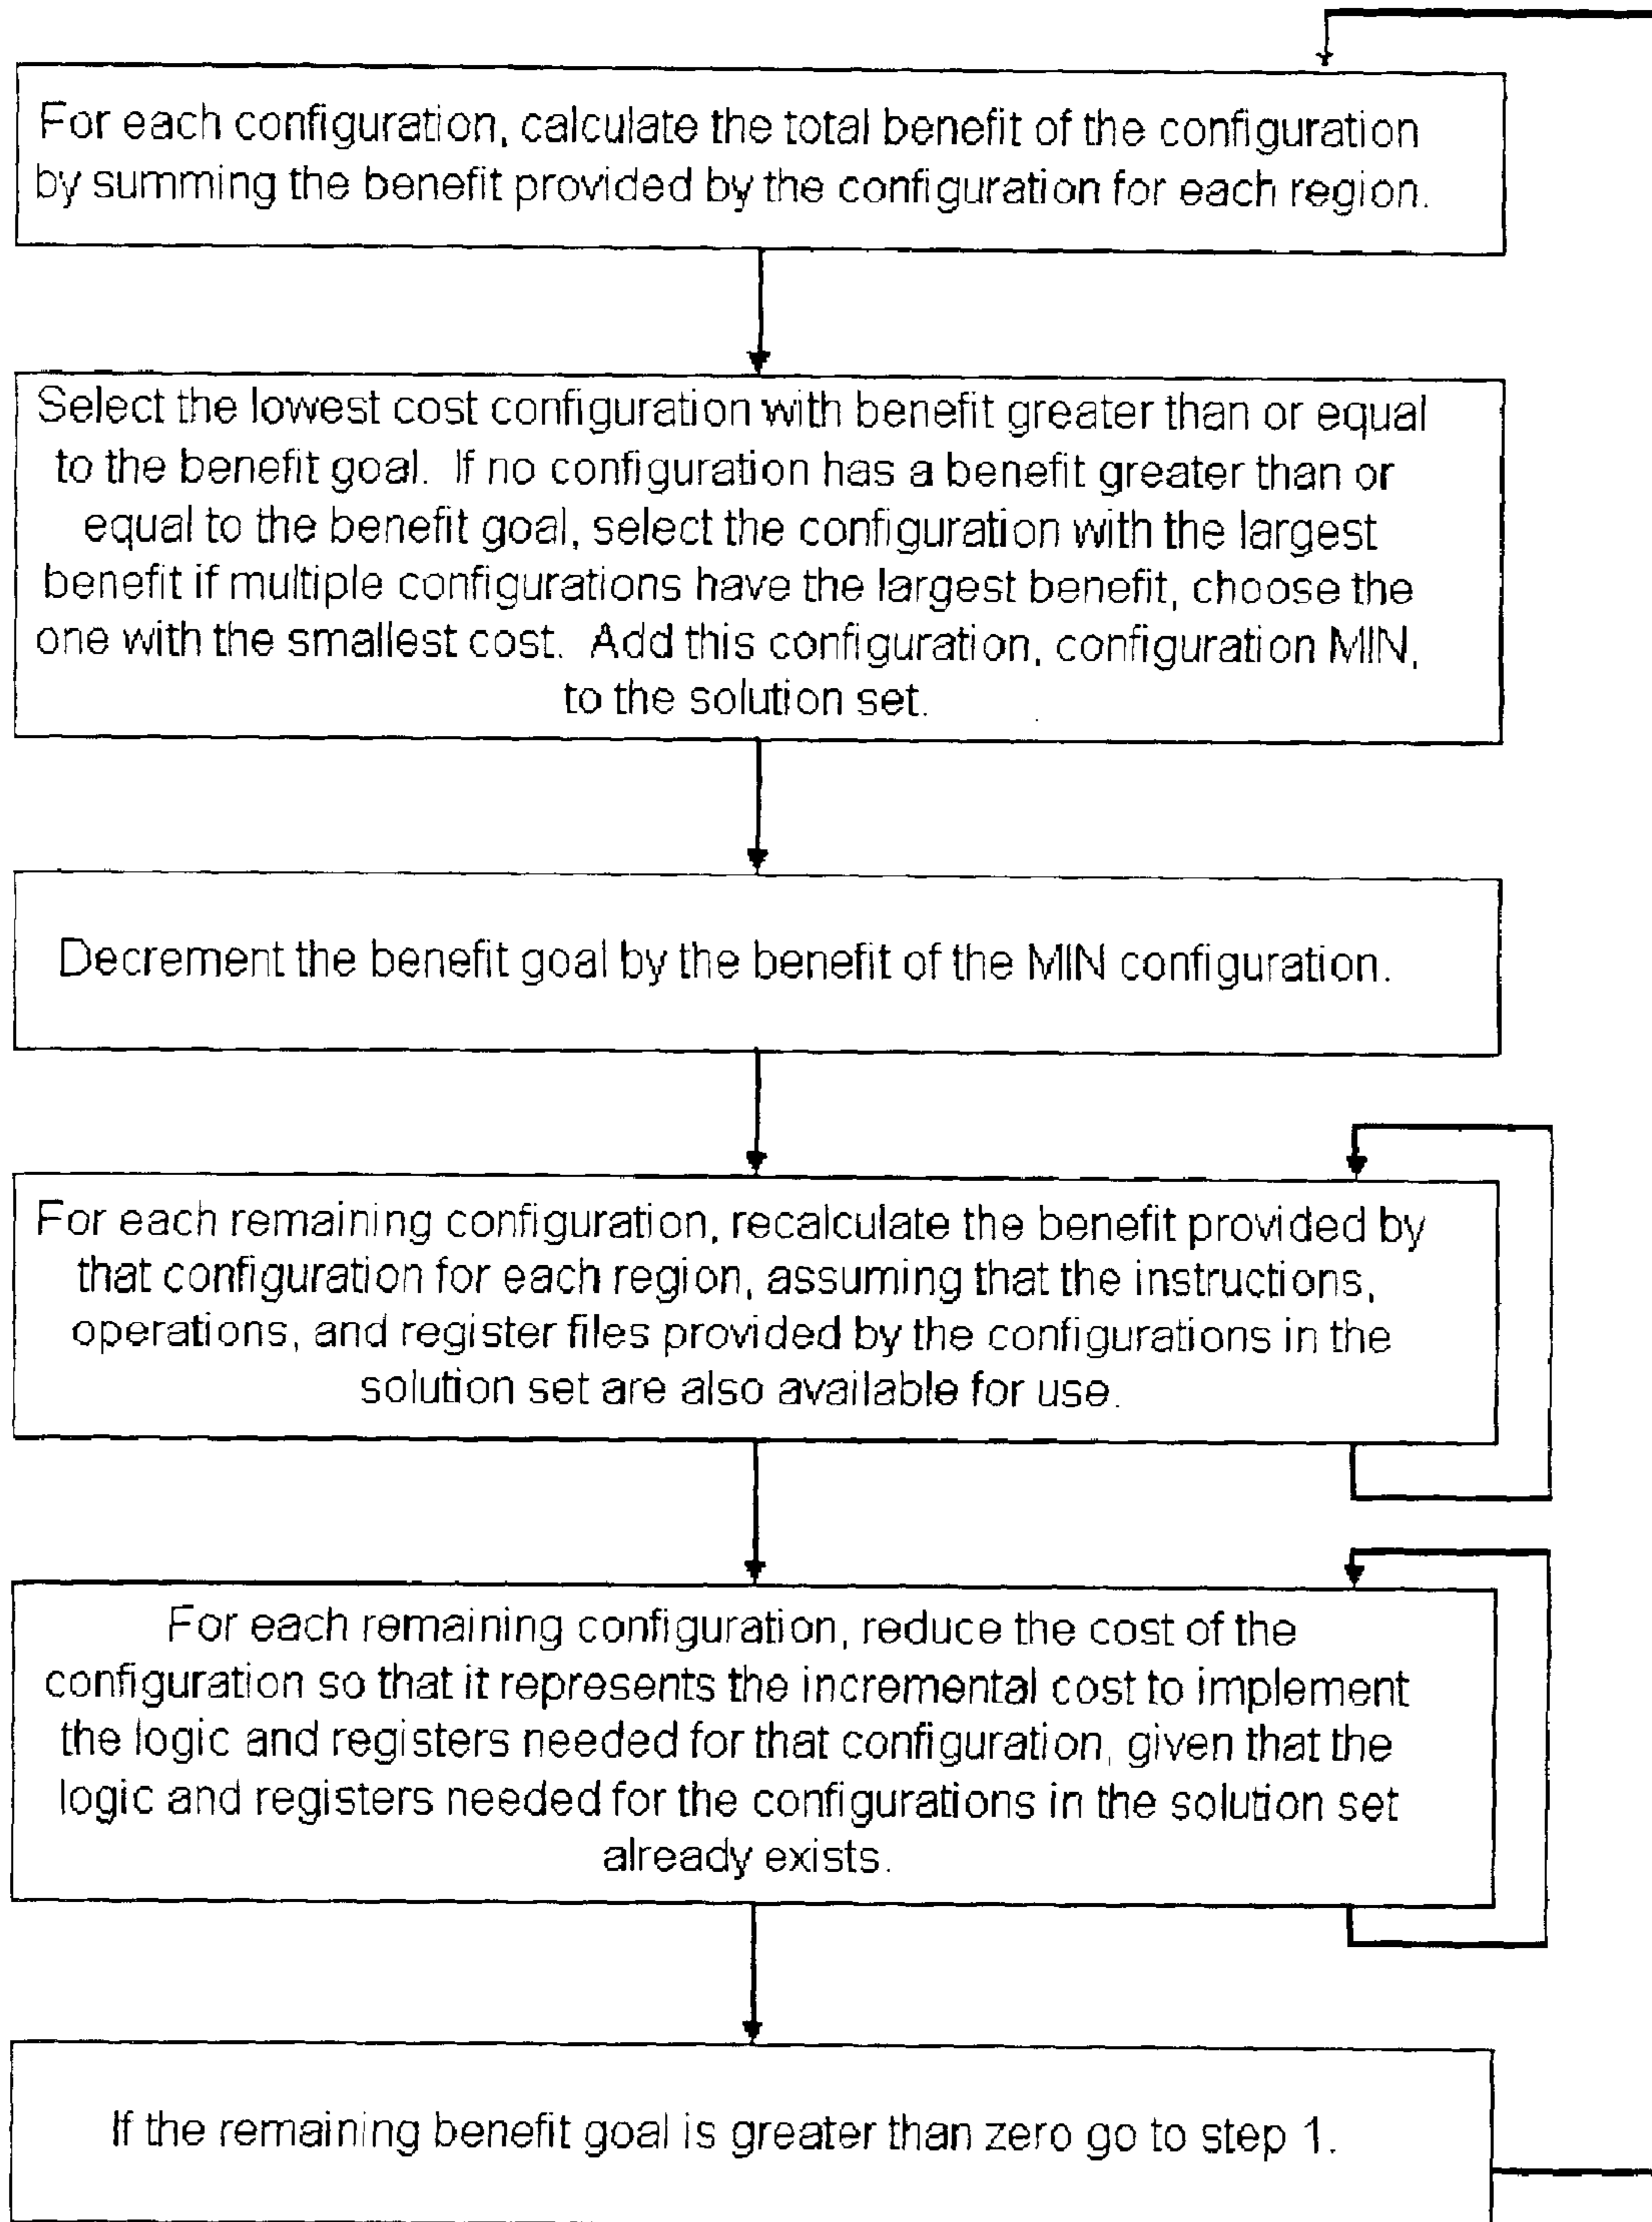 For each configuration, calculate the total benefit of the configuration
by summing the benefit provided by the configuration for each region.
Select the lowest cost configuration with benefit greater than or equal
to the benefit goal. If no configuration has a benefit greater than or
equal to the benefit goal, select the configuration with the largest
benefit if multiple configurations have the largest benefit, choose the
one with the smallest cost. Add this configuration, configuration MIN,
to the solution set.
Decrement the benefit goal by the benefit of the MIN configuration.
For each remaining configuration, recalculate the benefit provided by
that configuration for each region, assuming that the instructions,
operations, and register files provided by the configurations in the
solution set are also available for use.
For each remaining configuration, reduce the cost of the
configuration so that it represents the incremental cost to implement
the logic and registers needed for that configuration, given that the
logic and registers needed for the configurations in the solution set
already exists.
If the remaining benefit goal is greater than zero go to step 1.